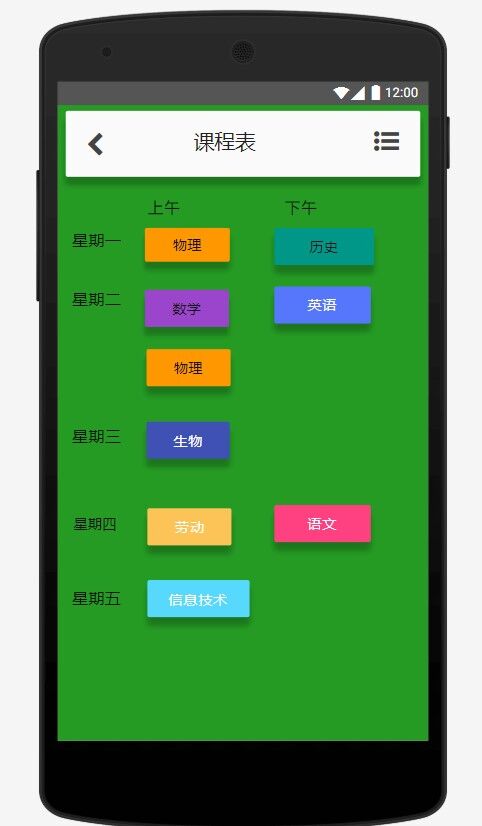 12:00
课程表
上午 下午
星期一 物理 历史
星期二 数学 英语
物理
星期三 生物
星期四 劳动 语文
星期五 信息技术